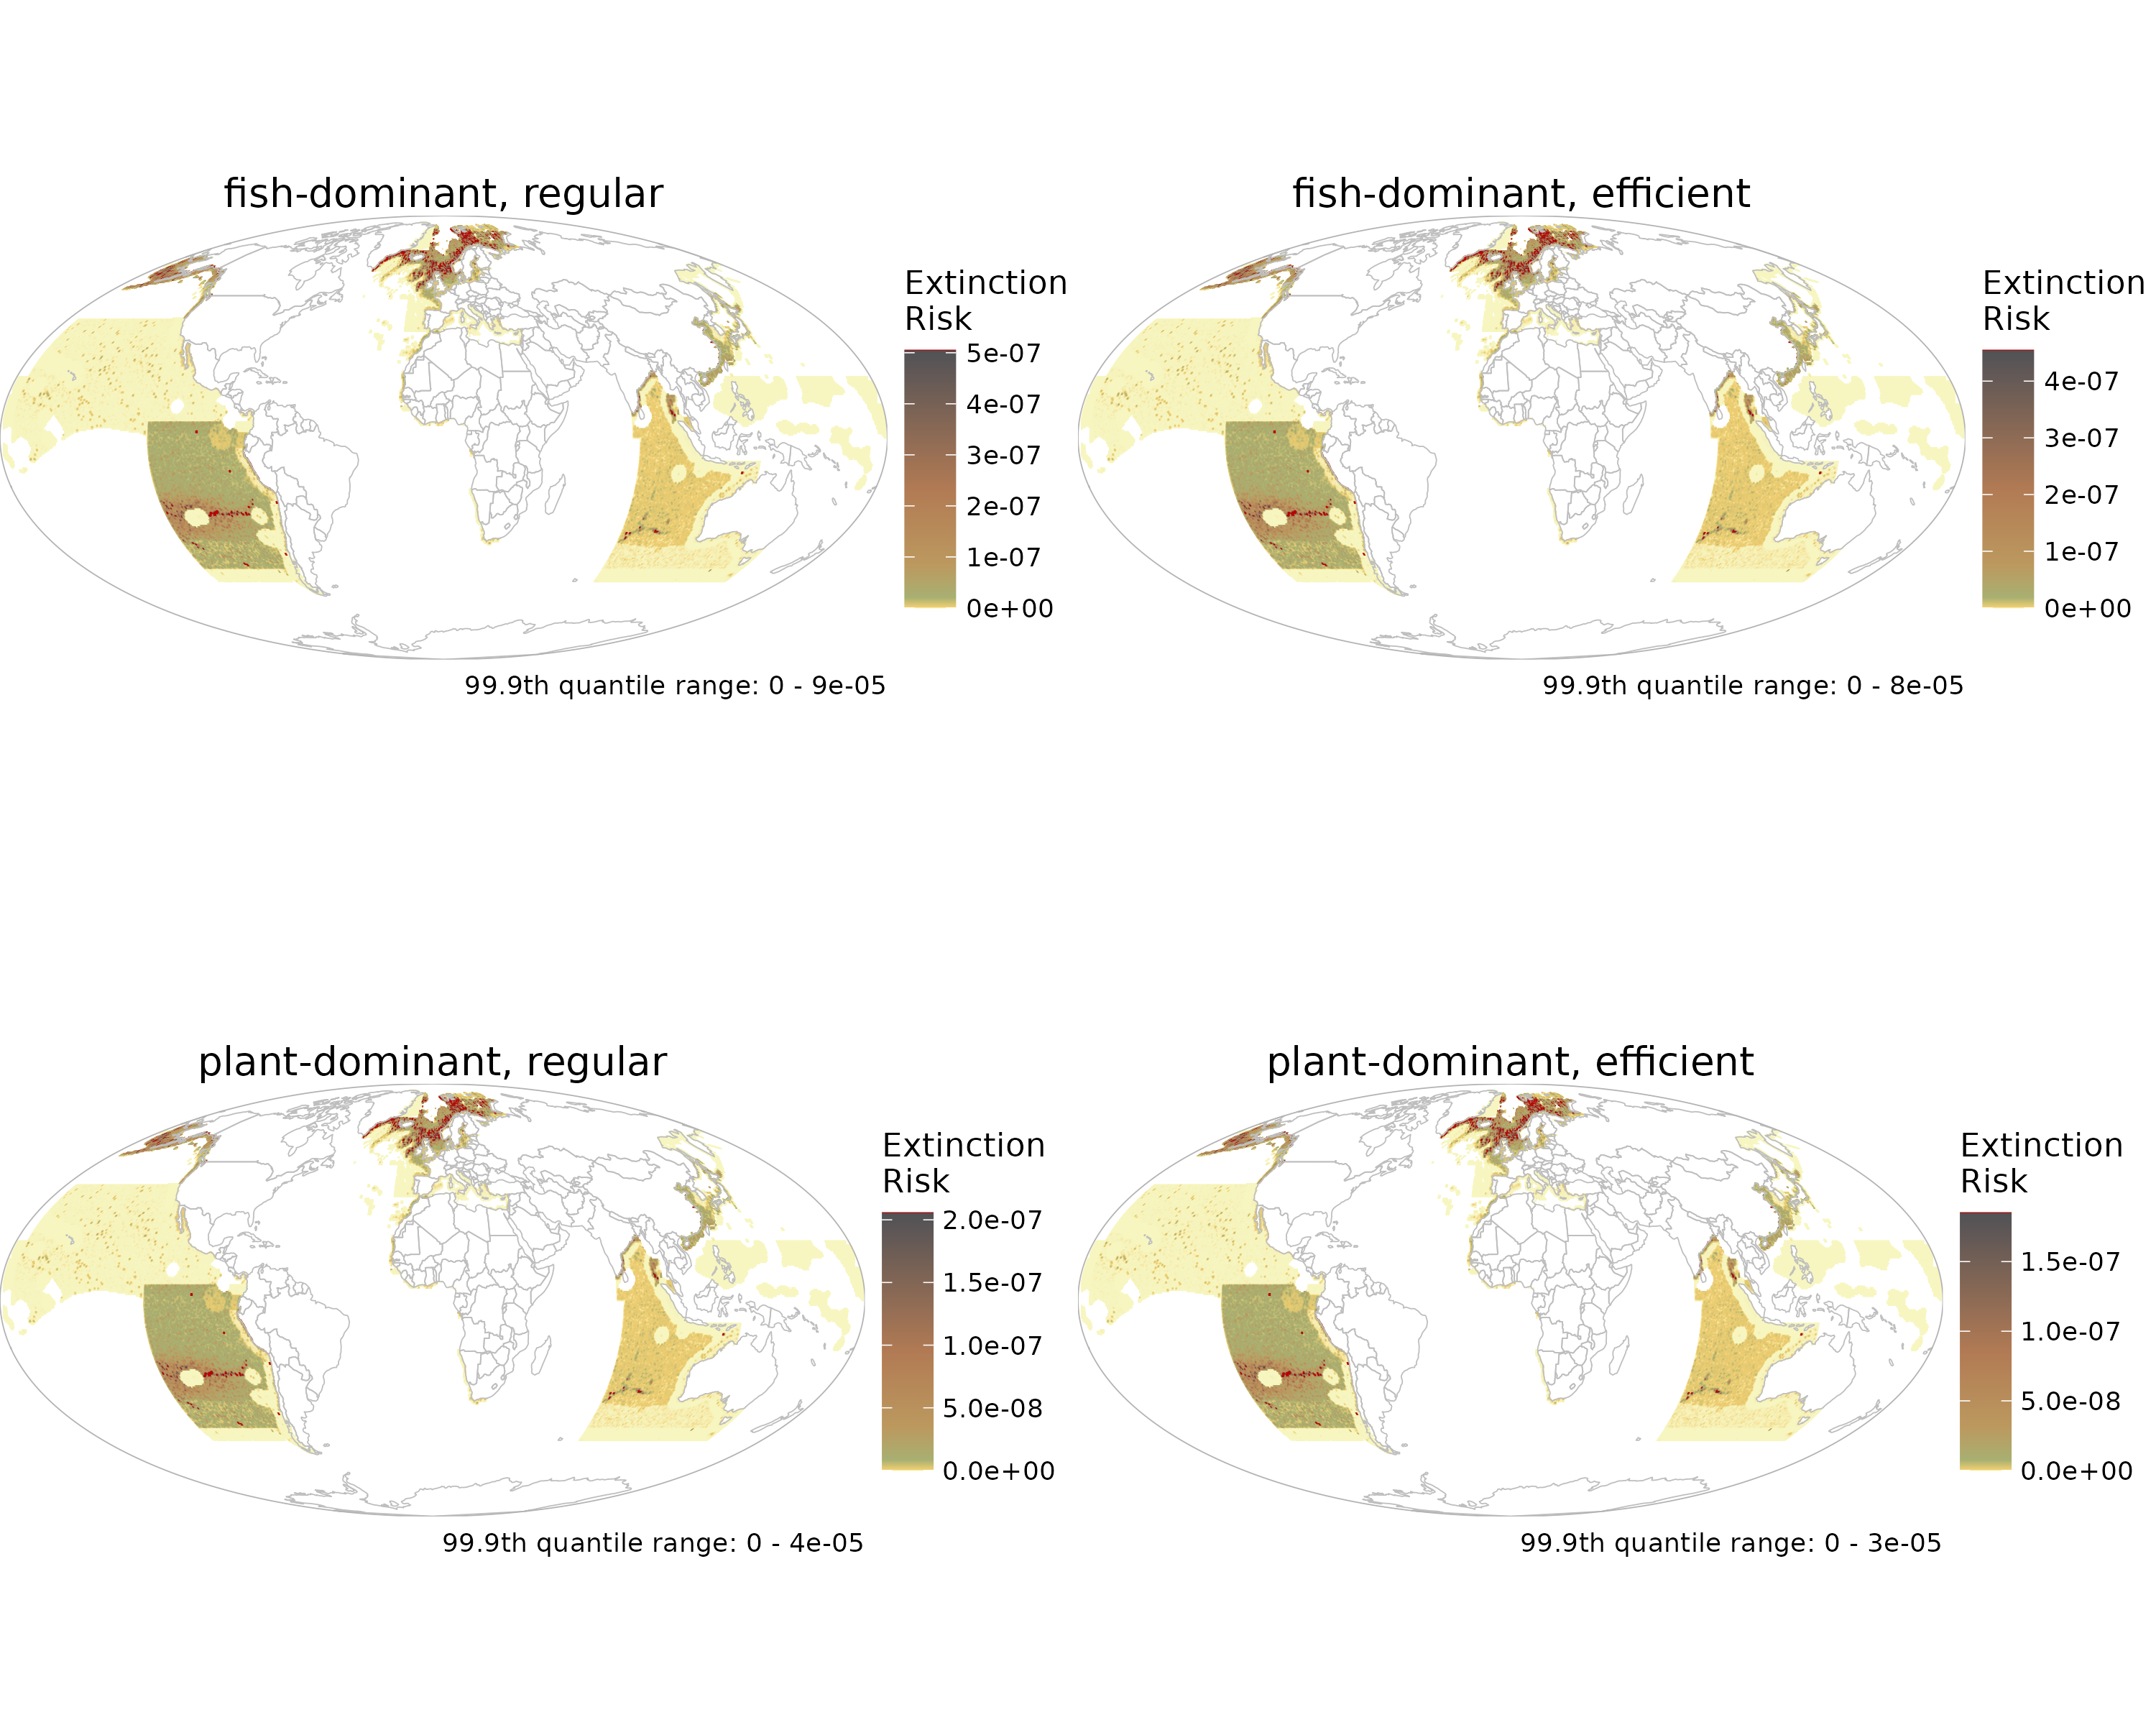 fish-dominant, regular
Extinction
Risk
5e-07
4e-07
3e-07
2e-07
1e-07
0e+00
99.9th quantile range: 0 - 9e-05
fish-dominant, efficient
Extinction
Risk
4e-07
3e-07
2e-07
1e-07
0e+00
99.9th quantile range: 0 - 8e-05
plant-dominant, regular
Extinction
Risk
2.0e-07
1.5e-07
1.0e-07
5.0e-08
0.0e+00
99.9th quantile range: 0 - 4e-05
plant-dominant, efficient
Extinction
Risk
1.5e-07
1.0e-07
5.0e-08
0.0e+00
99.9th quantile range: 0 - 3e-05